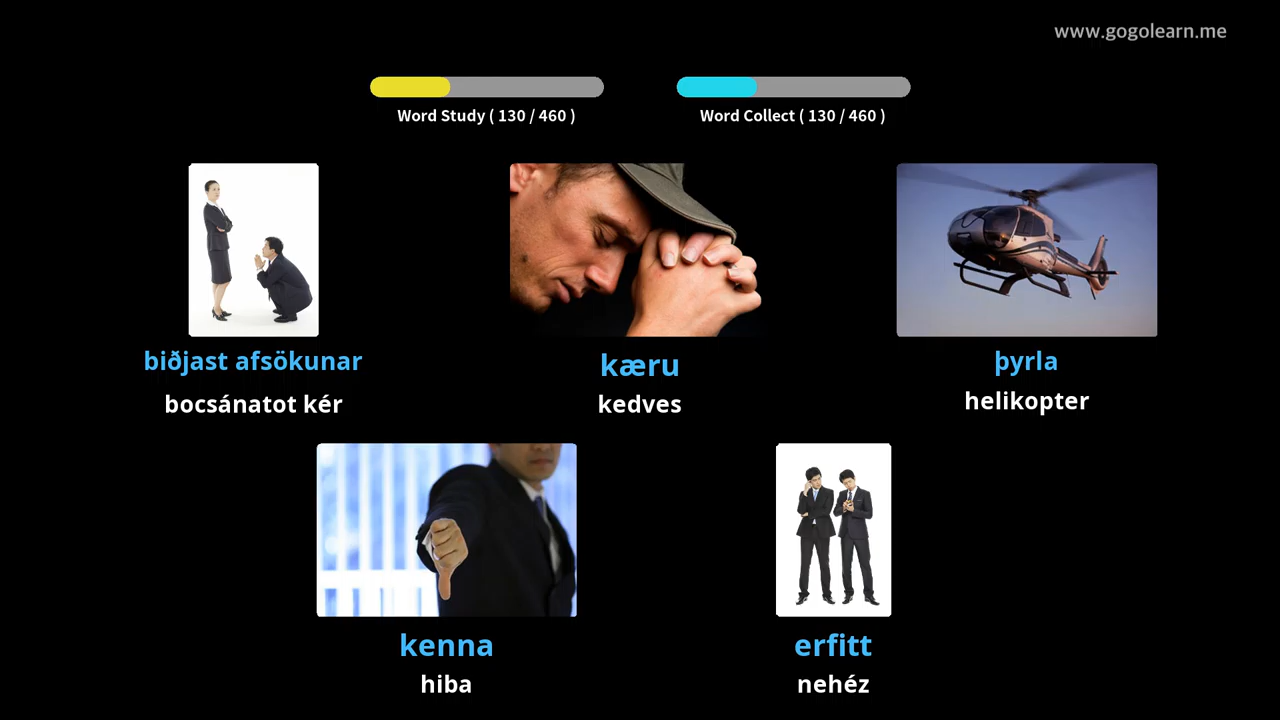 www.gogolearn.me
Word Study ( 130 / 460 )
Word Collect ( 130 / 460 )
biðjast afsökunar
kæru
þyrla
bocsánatot kér
kedves
helikopter
kenna
erfitt
hiba
nehéz